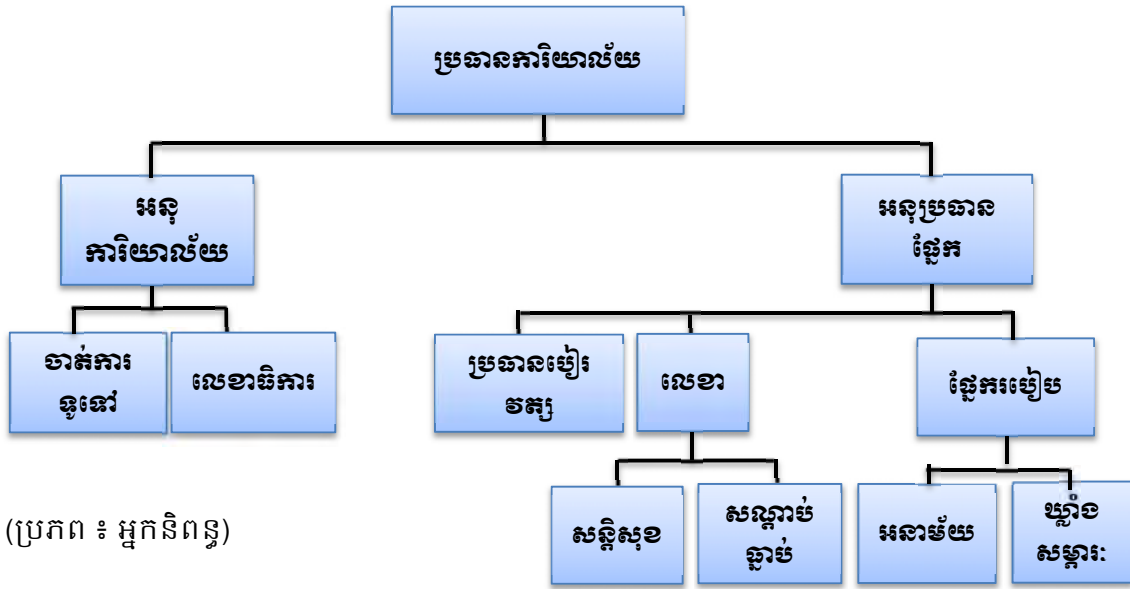 ប្រធានការិយាល័យ
អនុ
ការិយាល័យ
អនុប្រធាន
ផ្នែក
ចាត់ការ
ទូទៅ
លេខាធិការ
ប្រធានបៀរ
វត្ស
លេខា
ផ្នែករបៀប
សន្តិសុខ
សណ្តាប់
ធ្នាប់
អនាម័យ
ឃ្លាំង
សម្ភារៈ
(ប្រភព ៖ អ្នកនិពន្ធ)